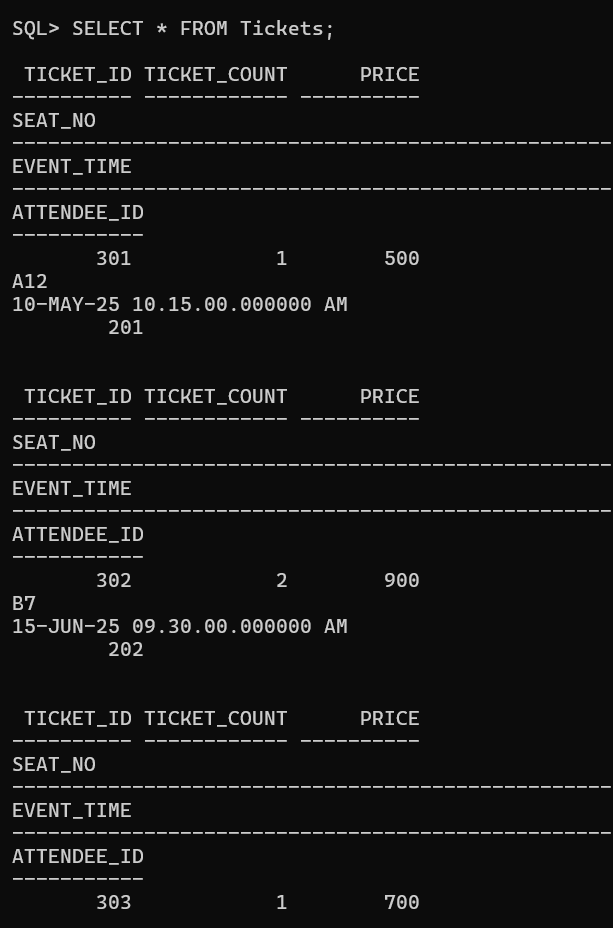 SQL> SELECT * FROM Tickets;
 TICKET_ID TICKET_COUNT      PRICE
---------- ------------ ----------
SEAT_NO
--------------------------------------------------
EVENT_TIME
--------------------------------------------------
ATTENDEE_ID
-----------
       301            1        500
A12
10-MAY-25 10.15.00.000000 AM
        201
 TICKET_ID TICKET_COUNT      PRICE
---------- ------------ ----------
SEAT_NO
--------------------------------------------------
EVENT_TIME
--------------------------------------------------
ATTENDEE_ID
-----------
       302            2        900
B7
15-JUN-25 09.30.00.000000 AM
        202
 TICKET_ID TICKET_COUNT      PRICE
---------- ------------ ----------
SEAT_NO
--------------------------------------------------
EVENT_TIME
--------------------------------------------------
ATTENDEE_ID
-----------
       303            1        700